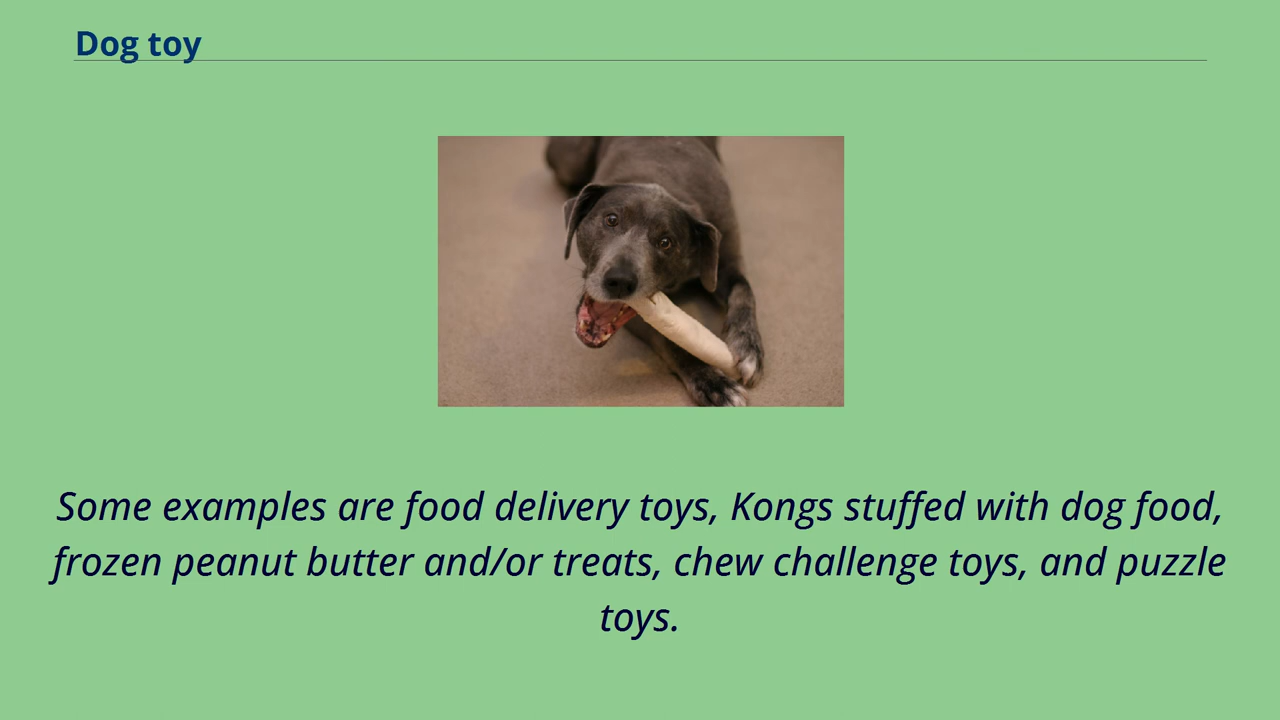 Dog toy
Some examples are food delivery toys, Kongs stuffed with dog food,
frozen peanut butter and/or treats, chew challenge toys, and puzzle
toys.